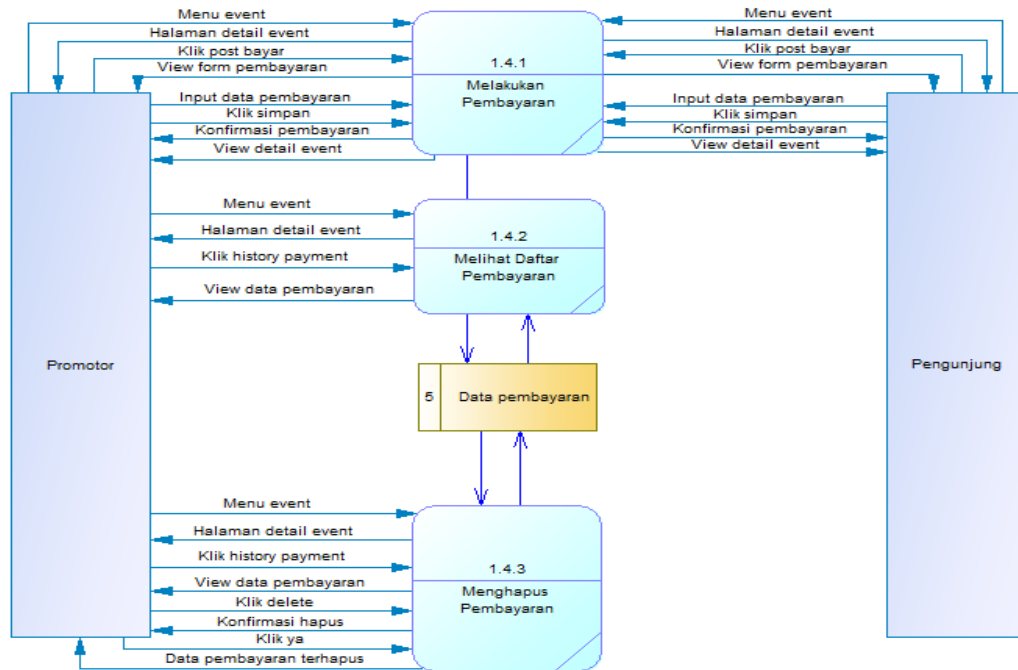 Menu event
Halaman detail event
Klik post bayar
View form pembayaran
Input data pembayaran
Klik simpan
Konfirmasi pembayaran
View detail event
1.4.1
Melakukan
Pembayaran
Menu event
Halaman detail event
Klik post bayar
View form pembayaran
Input data pembayaran
Klik simpan
Konfirmasi pembayaran
View detail event
Menu event
Halaman detail event
Klik history payment
View data pembayaran
1.4.2
Melihat Daftar
Pembayaran
Promotor
5
Data pembayaran
Pengunjung
Menu event
Halaman detail event
Klik history payment
View data pembayaran
Klik delete
Konfirmasi hapus
Klik ya
Data pembayaran terhapus
1.4.3
Menghapus
Pembayaran